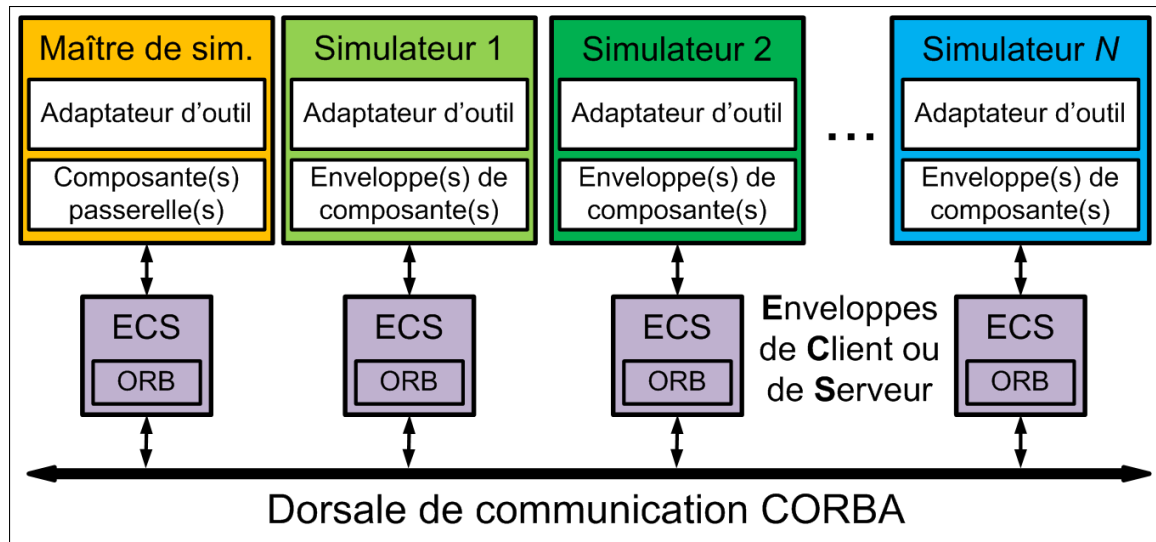 Maître de sim.
Adaptateur d'outil
Composante(s)
passerelle(s)
Simulateur 1
Adaptateur d'outil
Enveloppe(s) de
composante(s)
Simulateur 2
Adaptateur d'outil
Enveloppe(s) de
composante(s)
...
Simulateur N
Adaptateur d'outil
Enveloppe(s) de
composante(s)
ECS
ORB
ECS
ORB
ECS
ORB
Enveloppes
de Client ou
de Serveur
ECS
ORB
Dorsale de communication CORBA